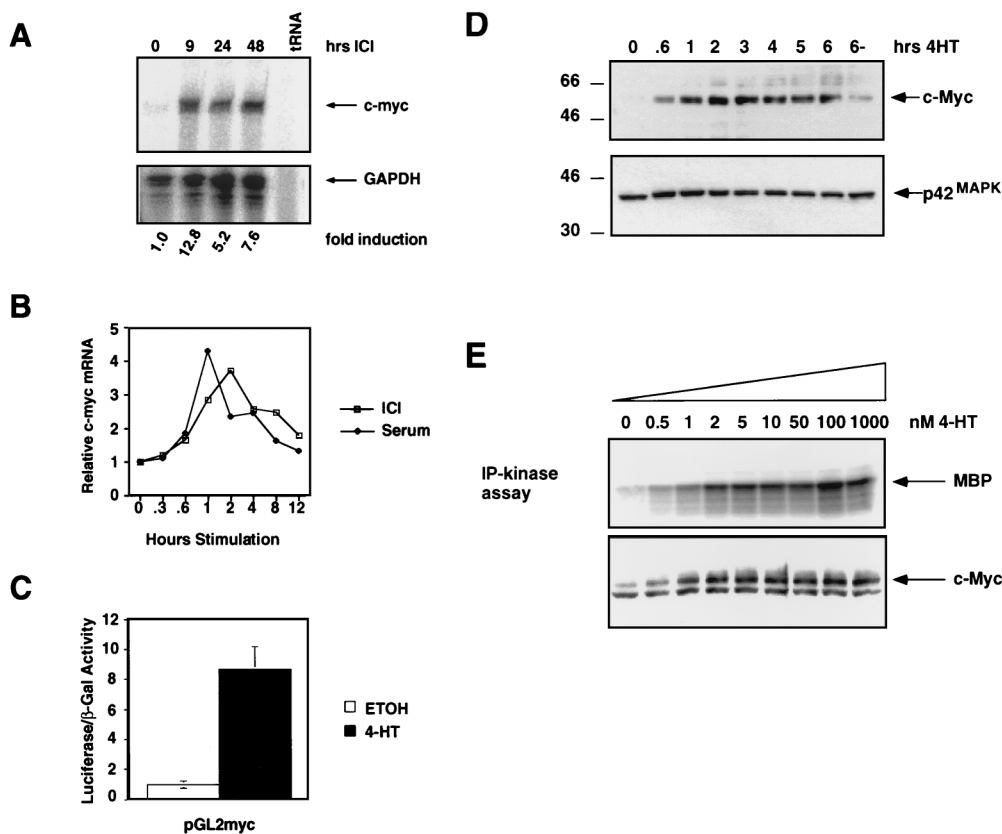 A
0 9 24 48 tRNA hrs ICI
c-myc
GAPDH
1.0 12.8 5.2 7.6 fold induction
B
Relative c-myc mRNA
5
4
3
2
1
0
0 .3 .6 1 2 4 8 12
Hours Stimulation
ICI
Serum
C
Luciferase/β-Gal Activity
12
10
8
6
4
2
0
pGL2myc
ETOH
4-HT
D
0 .6 1 2 3 4 5 6 6- hrs 4HT
66
46
c-Myc
46
30
p42MAPK
E
0 0.5 1 2 5 10 50 100 1000 nM 4-HT
IP-kinase
assay
MBP
c-Myc